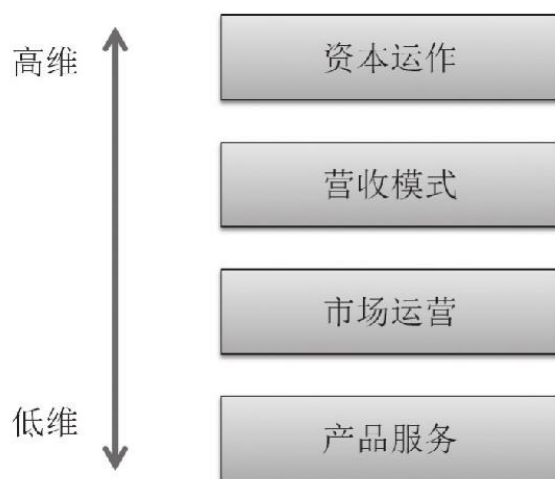 高维
资本运作
营收模式
市场运营
低维
产品服务